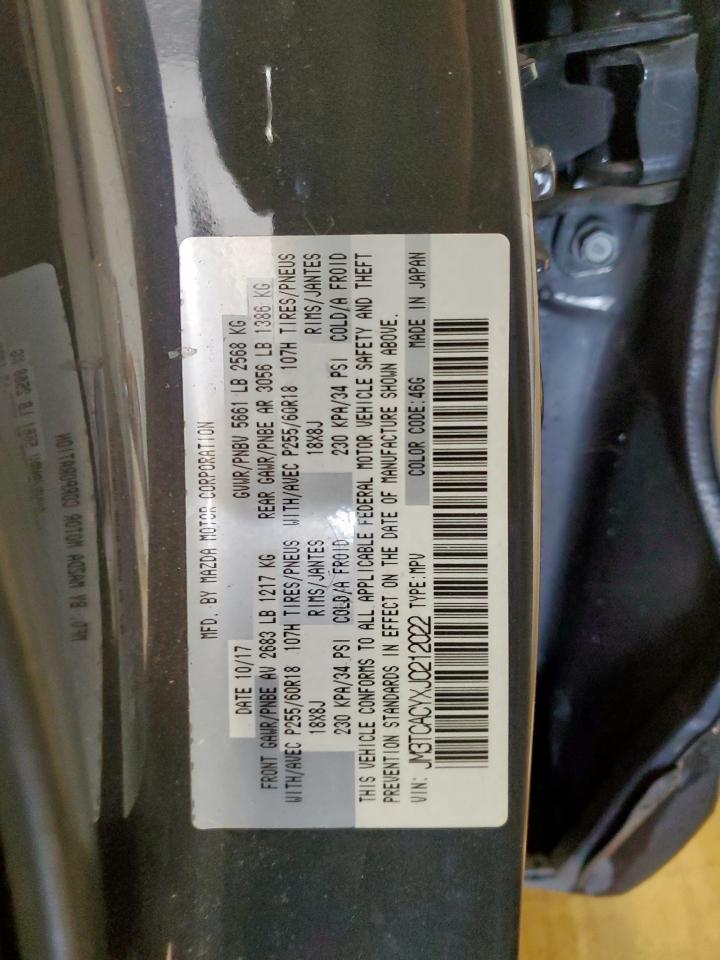 MFD. BY MAZDA MOTOR CORPORATION
DATE 10/17 GVWR/PNBV 5661 LB 2568 KG
FRONT GAWR/PNBE AV 2683 LB 1217 KG REAR GAWR/PNBE AR 3056 LB 1386 KG
WITH/AVEC P255/60R18 107H TIRES/PNEUS WITH/AVEC P255/60R18 107H TIRES/PNEUS
18X8J RIMS/JANTES 18X8J RIMS/JANTES
230 KPA/34 PSI COLD/A FROID 230 KPA/34 PSI COLD/A FROID
THIS VEHICLE CONFORMS TO ALL APPLICABLE FEDERAL MOTOR VEHICLE SAFETY AND THEFT
PREVENTION STANDARDS IN EFFECT ON THE DATE OF MANUFACTURE SHOWN ABOVE.
VIN: JM3TCACYXJ0212022 TYPE:MPV COLOR CODE:46G MADE IN JAPAN